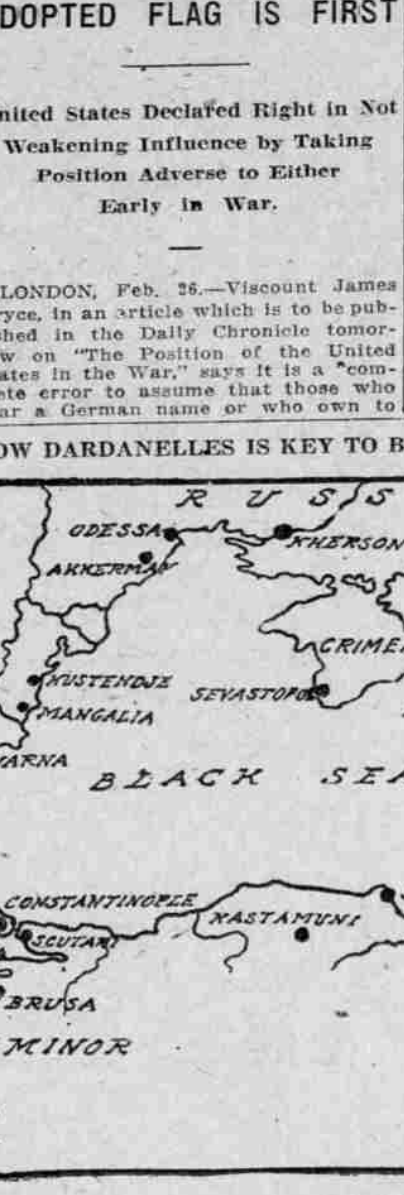 DOPTED FLAG IS FIRST
nited States Declared Right in Not
Weakening Influence by Taking
Position Adverse to Either
Early in War.
LONDON, Feb. 26.—Viscount James
ryce, in an article which is to be pub-
shed in the Daily Chronicle tomor-
w on "The Position of the United
ates in the War," says it is a "com-
ete error to assume that those who
ar a German name or who own to
OW DARDANELLES IS KEY TO B
R U S S
ODESSA
KHERSON
AKKERMAN
CRIME
KUSTENDJE
SEVASTOPOL
MANGALIA
ARNA
BLACK SEA
CONSTANTINOPLE
KASTAMUNI
SCUTARI
BRUSA
MINOR